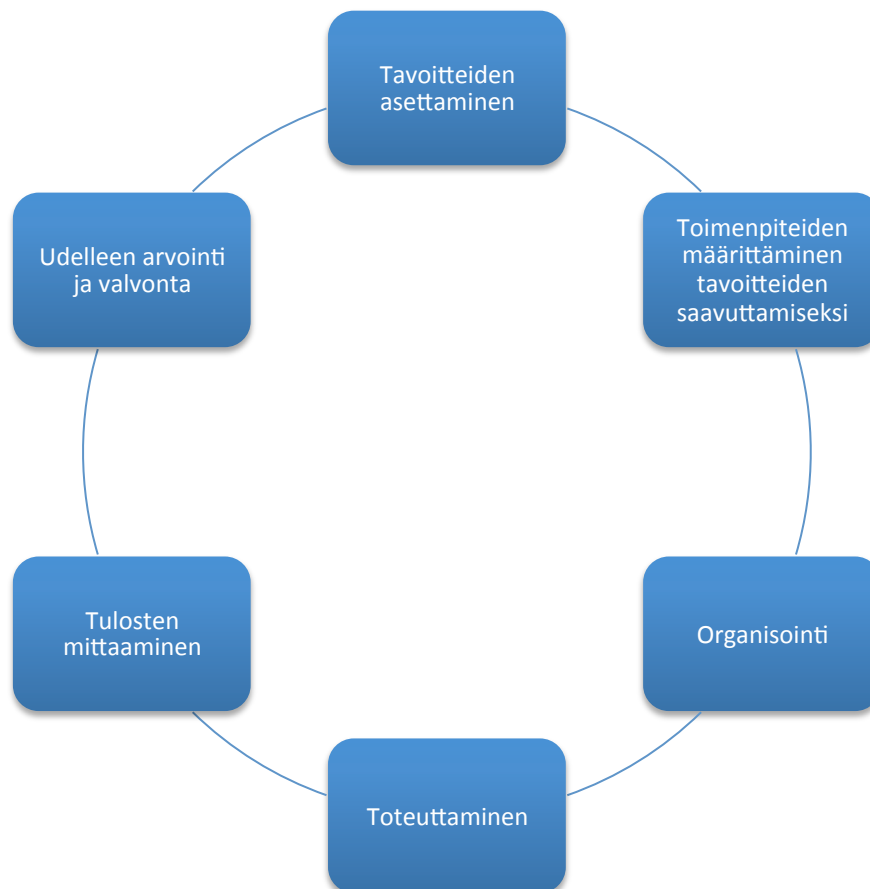 Tavoitteiden
asettaminen
Toimenpiteiden
määrittäminen
tavoitteiden
saavuttamiseksi
Organisointi
Toteuttaminen
Tulosten
mittaaminen
Udelleen arvointi
ja valvonta